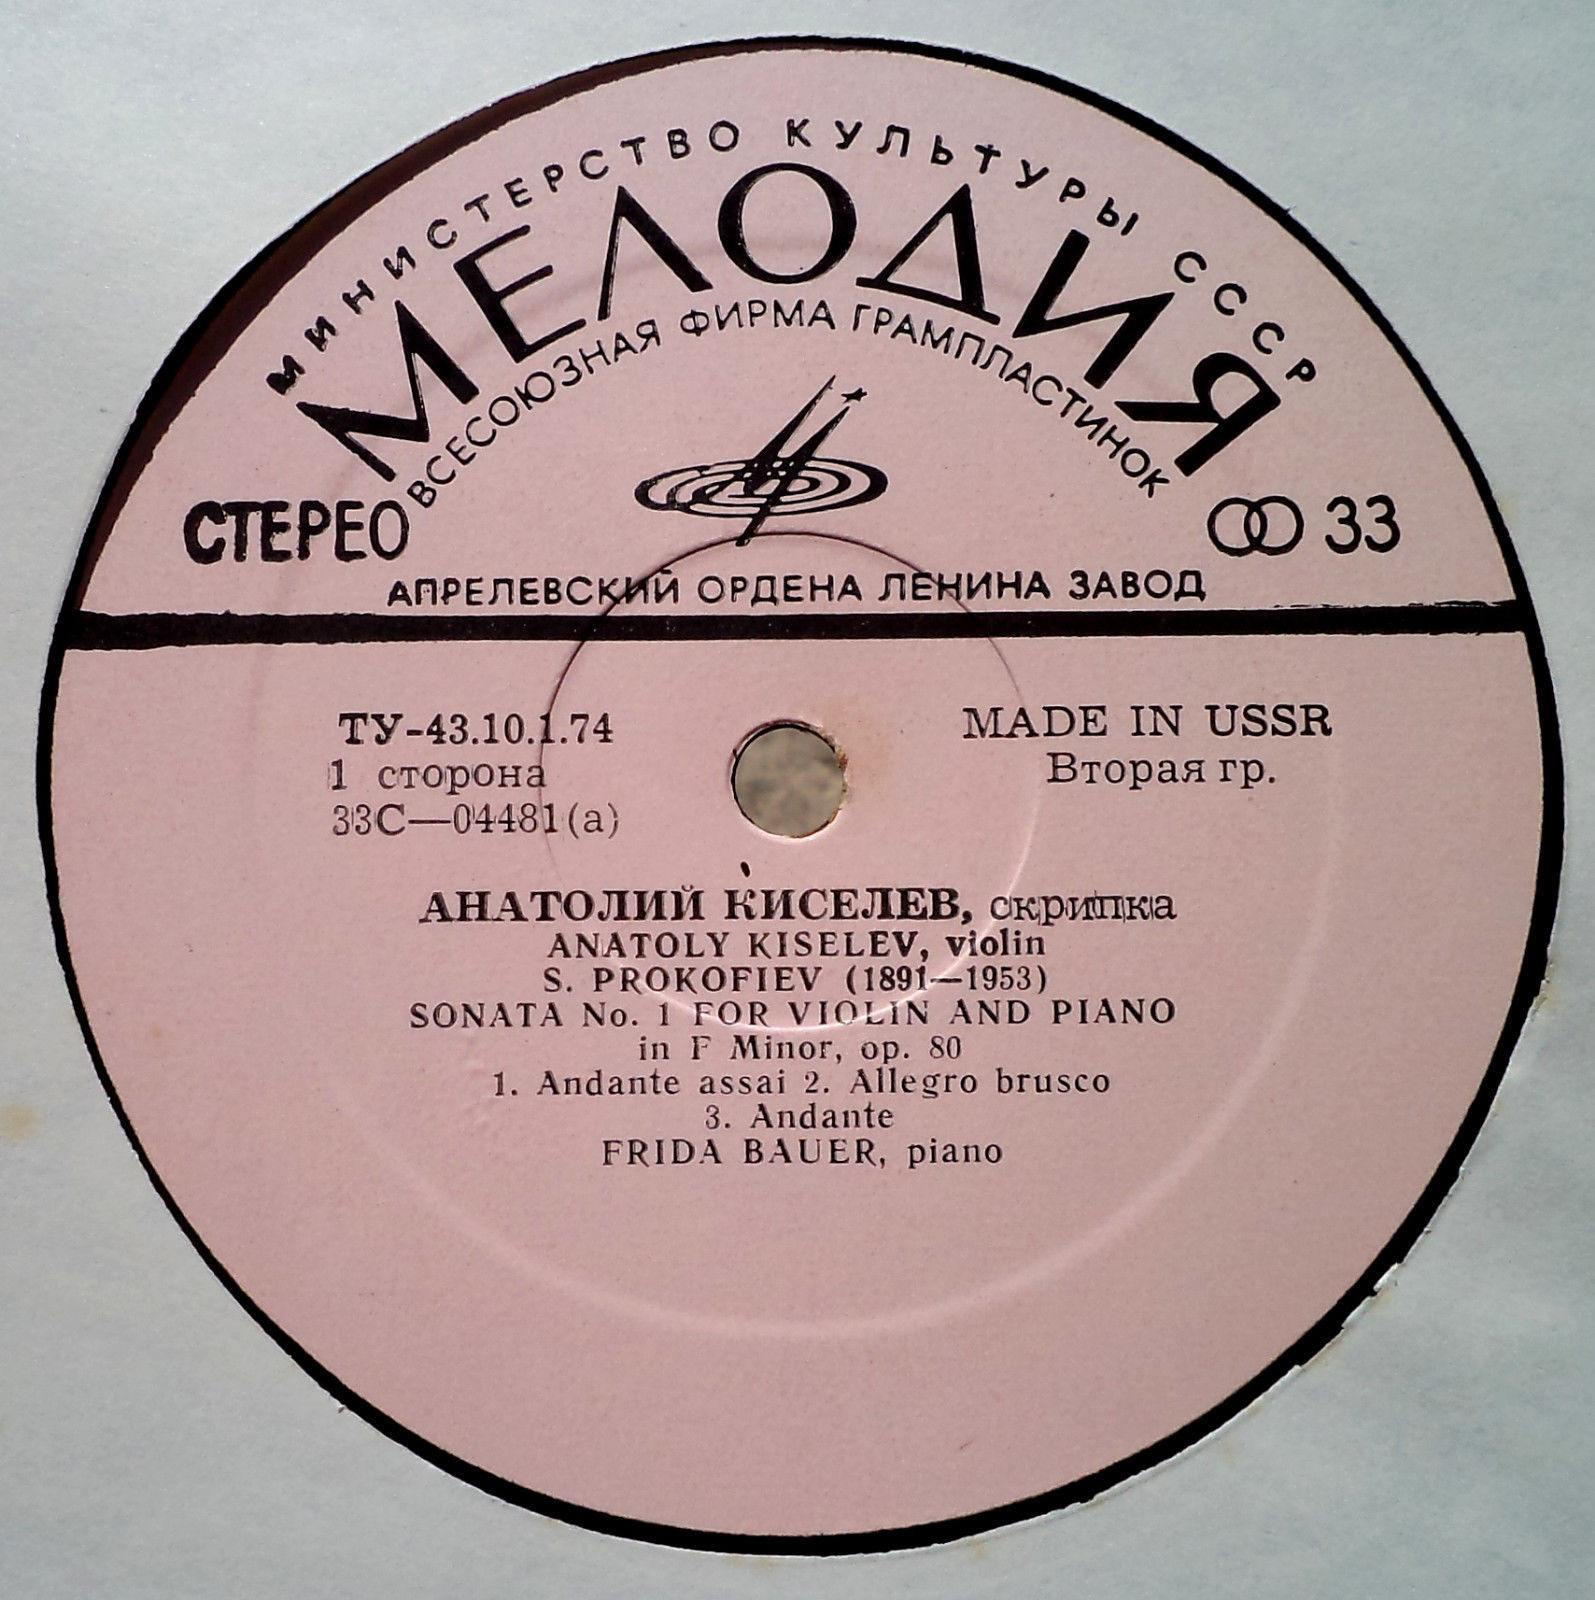 МИНИСТЕРСТВО КУЛЬТУРЫ СССР
МЕЛОДИЯ
ВСЕСОЮЗНАЯ ФИРМА ГРАМПЛАСТИНОК
СТЕРЕО
33
АПРЕЛЕВСКИЙ ОРДЕНА ЛЕНИНА ЗАВОД
ТУ-43.10.1.74
MADE IN USSR
1 сторона
Вторая гр.
33С—04481(а)
АНАТОЛИЙ КИСЕЛЕВ, скрипка
ANATOLY KISELEV, violin
S. PROKOFIEV (1891—1953)
SONATA No. 1 FOR VIOLIN AND PIANO
in F Minor, op. 80
1. Andante assai 2. Allegro brusco
3. Andante
FRIDA BAUER, piano